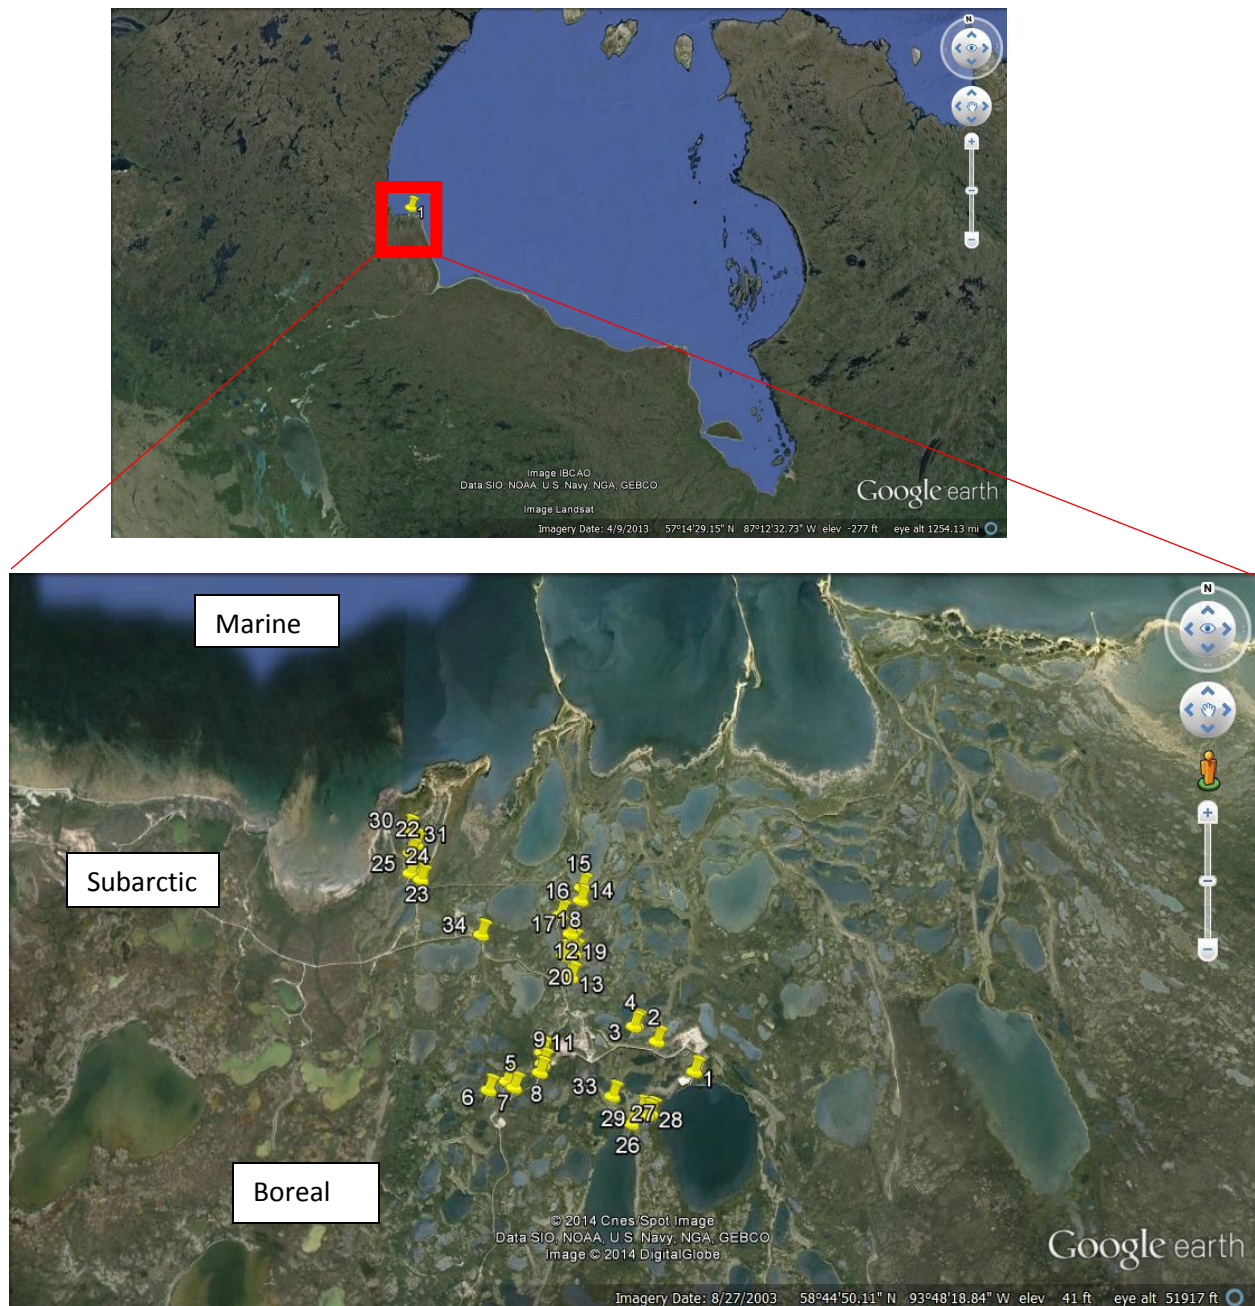 N
1
Image IBCAO
Data SIO, NOAA, U.S. Navy, NGA, GEBCO
Image Landsat
Google earth
Imagery Date: 4/9/2013 57°14'29.15" N 87°12'32.73" W elev -277 ft eye alt 1254.13 mi
Marine
N
30
22
31
24
25
23
Subarctic
15
16
14
17
18
34
12
19
20
13
4
2
3
9
11
5
6
7
8
33
1
29
27
28
26
Boreal
© 2014 Cnes/Spot Image
Data SIO, NOAA, U.S. Navy, NGA, GEBCO
Image © 2014 DigitalGlobe
Google earth
Imagery Date: 8/27/2003 58°44'50.11" N 93°48'18.84" W elev 41 ft eye alt 51917 ft